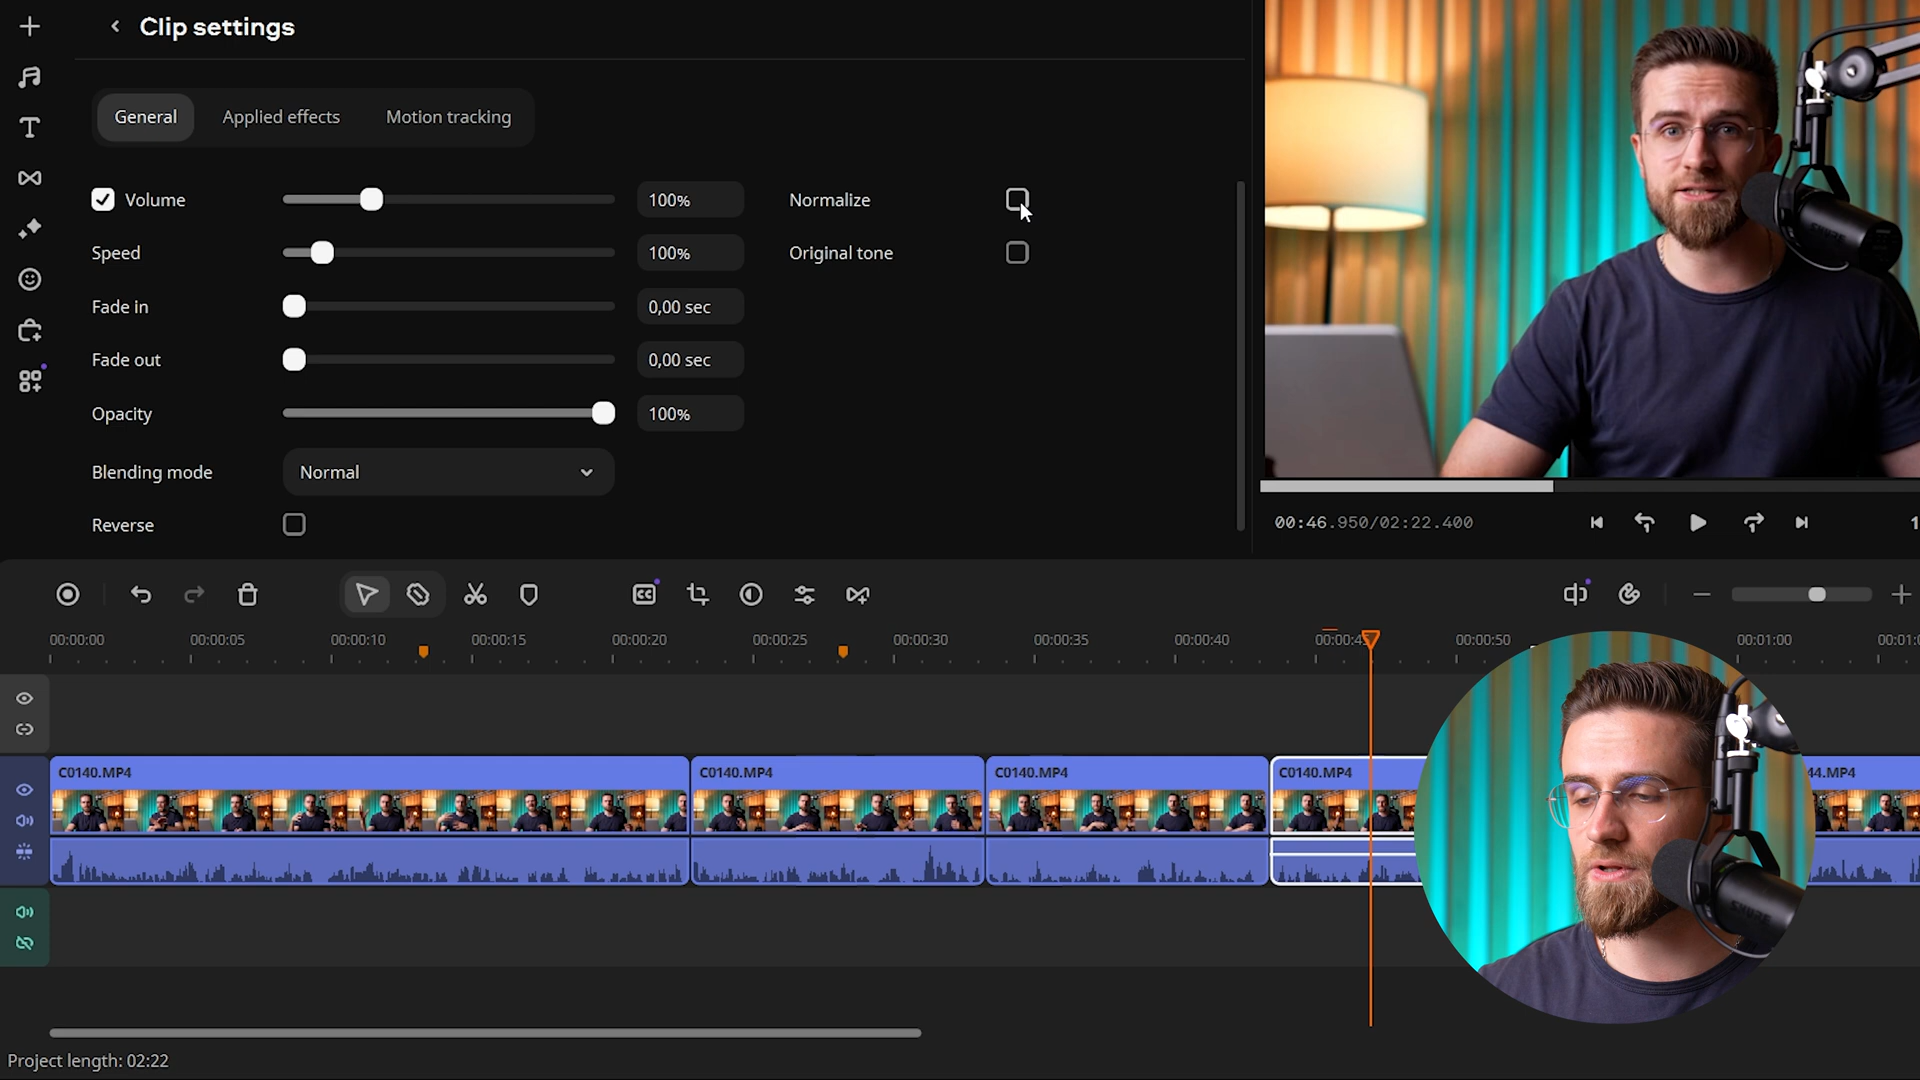 Clip settings
General
Applied effects
Motion tracking
Volume
100%
Normalize
Speed
100%
Original tone
Fade in
0,00 sec
Fade out
0,00 sec
Opacity
100%
Blending mode
Normal
Reverse
00:46.950/02:22.400
CC
00:00:00
00:00:05
00:00:10
00:00:15
00:00:20
00:00:25
00:00:30
00:00:35
00:00:40
00:00:50
00:01:00
C0140.MP4
C0140.MP4
C0140.MP4
C0140.MP4
44.MP4
Project length: 02:22